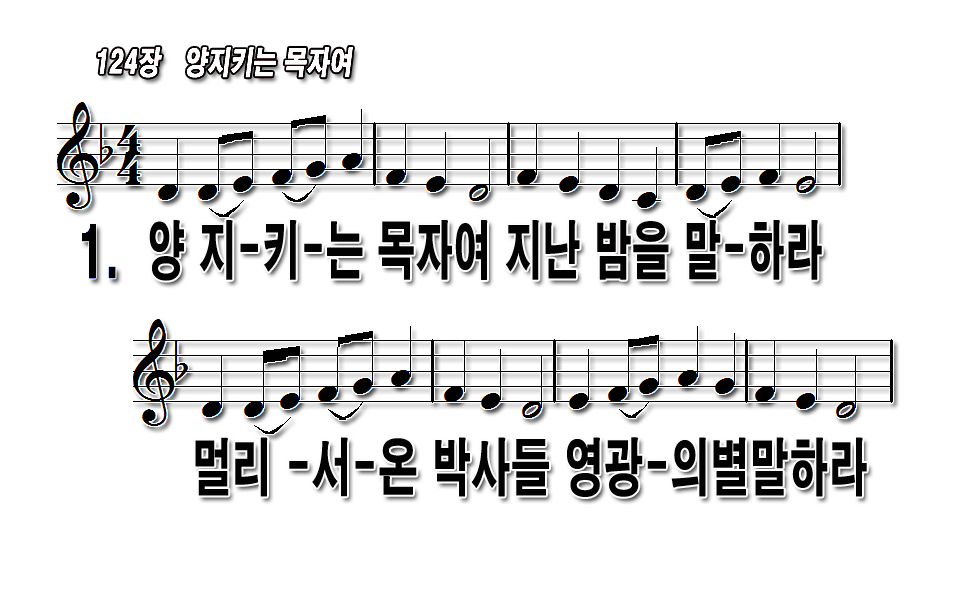 124장 양지키는 목자여
1. 양 지-키-는 목자여 지난 밤을 말-하라
멀리 -서-온 박사들 영광-의별말하라